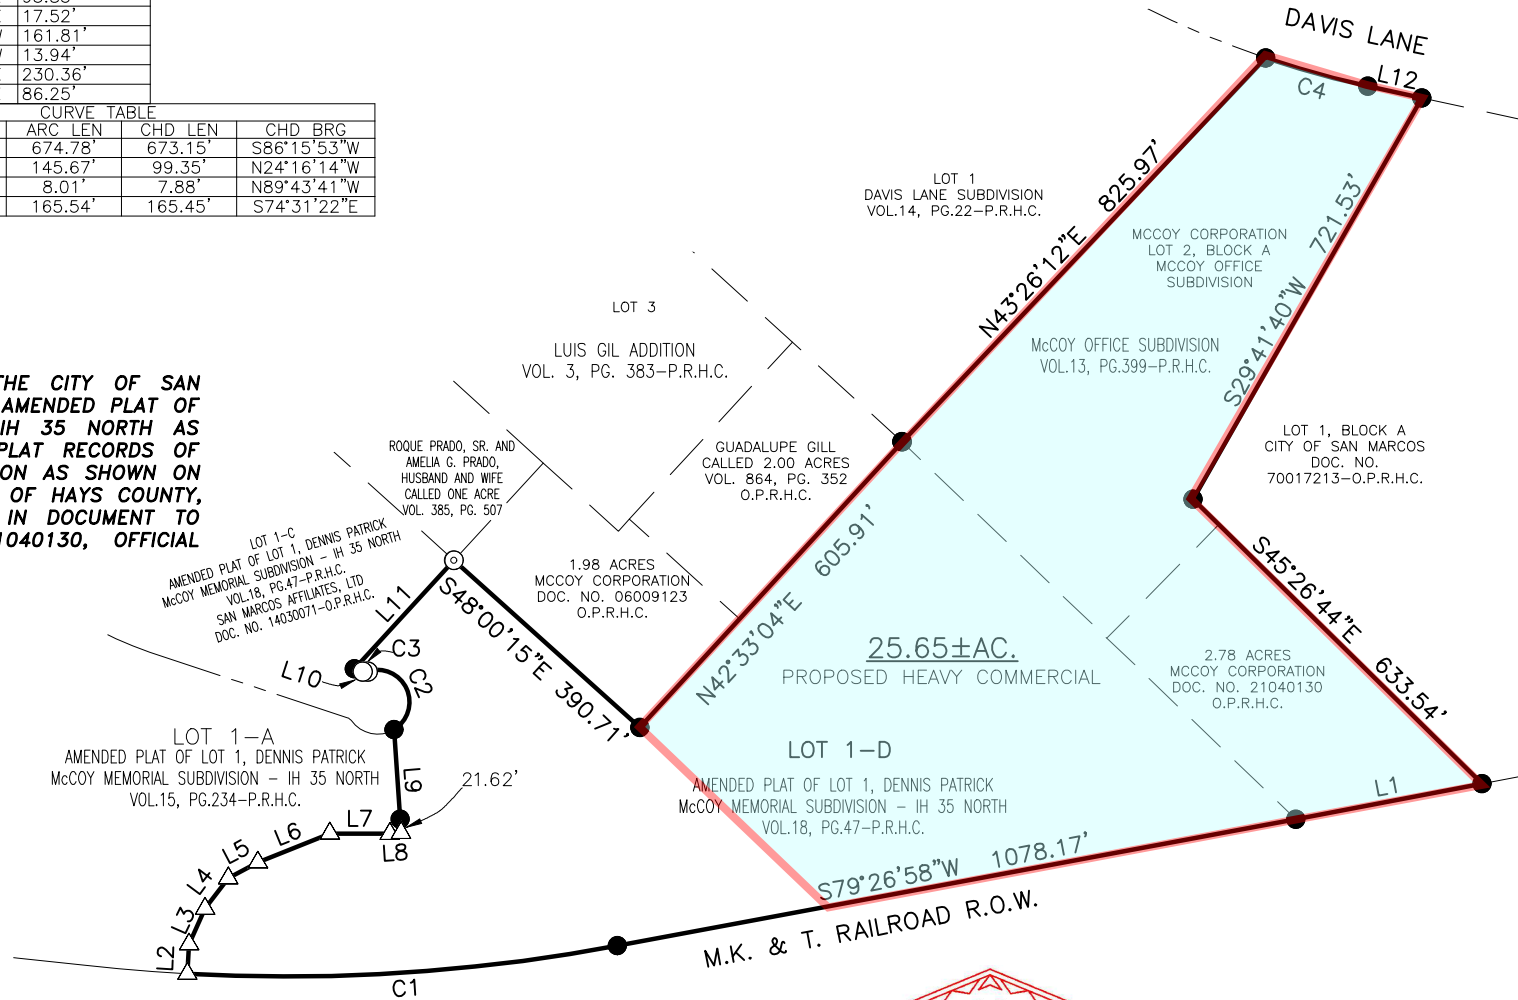 17.52'
161.81'
13.94'
230.36'
86.25'
CURVE TABLE
ARC LEN CHD LEN CHD BRG
674.78' 673.15' S86°15'53"W
145.67' 99.35' N24°16'14"W
8.01' 7.88' N89°43'41"W
165.54' 165.45' S74°31'22"E
THE CITY OF SAN
AMENDED PLAT OF
IH 35 NORTH AS
PLAT RECORDS OF
ON AS SHOWN ON
OF HAYS COUNTY,
IN DOCUMENT TO
1040130, OFFICIAL
DAVIS LANE
C4
L12
N43°26'12"E 825.97'
LOT 1
DAVIS LANE SUBDIVISION
VOL.14, PG.22-P.R.H.C.
MCCOY CORPORATION
LOT 2, BLOCK A
MCCOY OFFICE
SUBDIVISION
S29°41'40"W 721.53'
McCOY OFFICE SUBDIVISION
VOL.13, PG.399-P.R.H.C.
LOT 3
LUIS GIL ADDITION
VOL. 3, PG. 383-P.R.H.C.
LOT 1, BLOCK A
CITY OF SAN MARCOS
DOC. NO.
70017213-O.P.R.H.C.
ROQUE PRADO, SR. AND
AMELIA G. PRADO,
HUSBAND AND WIFE
CALLED ONE ACRE
VOL. 385, PG. 507
GUADALUPE GILL
CALLED 2.00 ACRES
VOL. 864, PG. 352
O.P.R.H.C.
LOT 1-C
AMENDED PLAT OF LOT 1, DENNIS PATRICK
McCOY MEMORIAL SUBDIVISION - IH 35 NORTH
VOL.18, PG.47-P.R.H.C.
SAN MARCOS AFFILIATES, LTD
DOC. NO. 14030071-O.P.R.H.C.
1.98 ACRES
MCCOY CORPORATION
DOC. NO. 06009123
O.P.R.H.C.
N42°33'04"E 605.91'
S45°26'44"E 633.54'
L11
S48°00'15"E 390.71'
C3
L10
C2
25.65±AC.
PROPOSED HEAVY COMMERCIAL
2.78 ACRES
MCCOY CORPORATION
DOC. NO. 21040130
O.P.R.H.C.
LOT 1-A
AMENDED PLAT OF LOT 1, DENNIS PATRICK
McCOY MEMORIAL SUBDIVISION - IH 35 NORTH
VOL.15, PG.234-P.R.H.C.
LOT 1-D
AMENDED PLAT OF LOT 1, DENNIS PATRICK
McCOY MEMORIAL SUBDIVISION - IH 35 NORTH
VOL.18, PG.47-P.R.H.C.
L9
21.62'
L1
L8
L7
L6
L5
L4
L3
L2
S79°26'58"W 1078.17'
M.K. & T. RAILROAD R.O.W.
C1